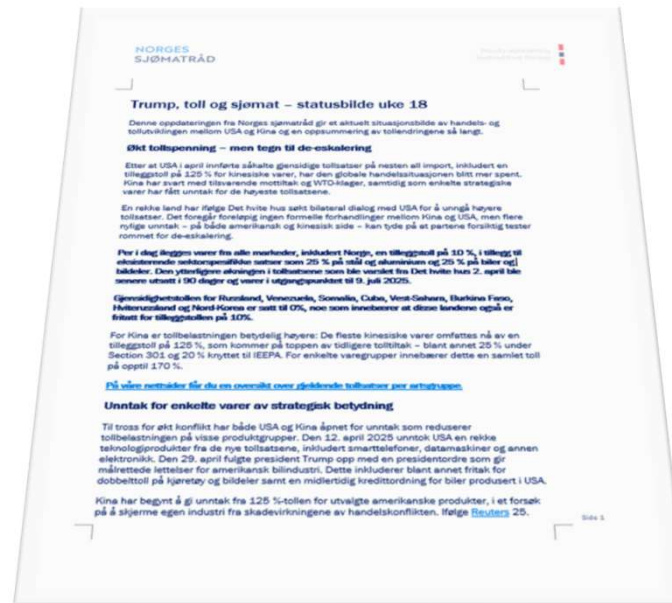 NORGES
SJØMATRÅD
Trump, toll og sjømat – statusbilde uke 18
Denne oppdateringen fra Norges sjømatråd gir et aktuelt situasjonsbilde av handels- og
tollutviklingen mellom USA og Kina og en oppsummering av tollendringene så langt.
Økt tollspenning – men tegn til de-eskalering
Etter at USA i april innførte såkalte gjensidige tollsatser på nesten all import, inkludert en
tilleggstoll på 125 % for kinesiske varer, har den globale handelssituasjonen blitt mer spent.
Kina har svart med tilsvarende mottiltak og WTO-klager, samtidig som enkelte strategiske
varer har fått unntak for de høyeste tollsatsene.
En rekke land har ifølge Det hvite hus søkt bilateral dialog med USA for å unngå høyere
tollsatser. Det foregår foreløpig ingen formelle forhandlinger mellom Kina og USA, men flere
nylige unntak – på både amerikansk og kinesisk side – kan tyde på at partene forsiktig tester
rommet for de-eskalering.
Per i dag ilegges varer fra alle markeder, inkludert Norge, en tilleggstoll på 10 %, i tillegg til
eksisterende sektorspesifikke satser som 25 % på stål og aluminium og 25 % på biler og
bildeler. Den ytterligere økningen i tollsatsene som ble varslet fra Det hvite hus 2. april ble
senere utsatt i 90 dager og varer i utgangspunktet til 9. juli 2025.
Gjensidighetstollen for Russland, Venezuela, Somalia, Cuba, Vest-Sahara, Burkina Faso,
Hviterussland og Nord-Korea er satt til 0%, noe som innebærer at disse landene også er
fritatt for tilleggstollen på 10%.
For Kina er tollbelastningen betydelig høyere: De fleste kinesiske varer omfattes nå av en
tilleggstoll på 125 %, som kommer på toppen av tidligere tolltiltak – blant annet 25 % under
Section 301 og 20 % knyttet til IEEPA. For enkelte varegrupper innebærer dette en samlet toll
på opptil 170 %.
På våre nettsider får du en oversikt over gjeldende tollsatser per artsgruppe.
Unntak for enkelte varer av strategisk betydning
Til tross for økt konflikt har både USA og Kina åpnet for unntak som reduserer
tollbelastningen på visse produktgrupper. Den 12. april 2025 unntok USA en rekke
teknologiprodukter fra de nye tollsatsene, inkludert smarttelefoner, datamaskiner og annen
elektronikk. Den 29. april fulgte president Trump opp med en presidentordre som gir
målrettede lettelser for amerikansk bilindustri. Dette inkluderer blant annet fritak for
dobbelttoll på kjøretøy og bildeler samt en midlertidig kredittordning for biler produsert i USA.
Kina har begynt å gi unntak fra 125 %-tollen for utvalgte amerikanske produkter, i et forsøk
på å skjerme egen industri fra skadevirkningene av handelskonflikten. Ifølge Reuters 25.
Side 1